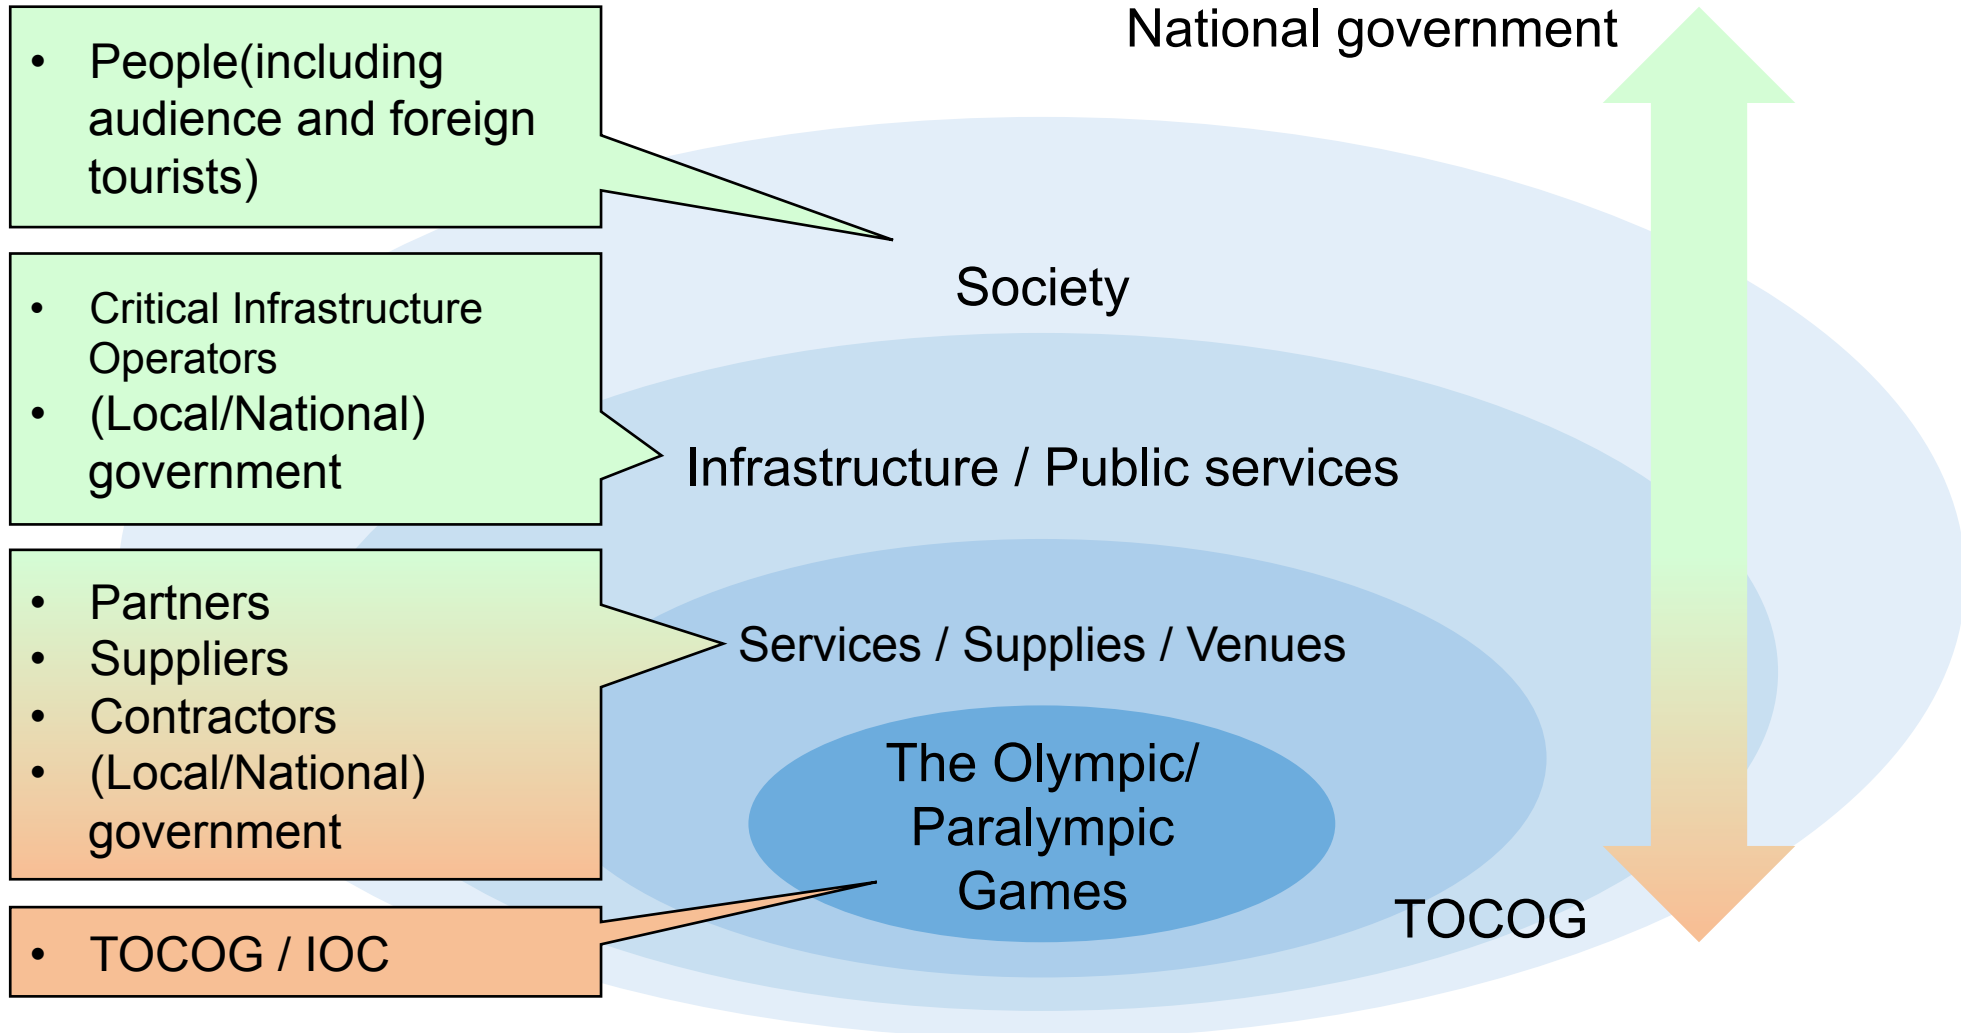 • People(including
audience and foreign
tourists)
• Critical Infrastructure
Operators
• (Local/National)
government
• Partners
• Suppliers
• Contractors
• (Local/National)
government
• TOCOG / IOC
National government
Society
Infrastructure / Public services
Services / Supplies / Venues
The Olympic/
Paralympic
Games
TOCOG